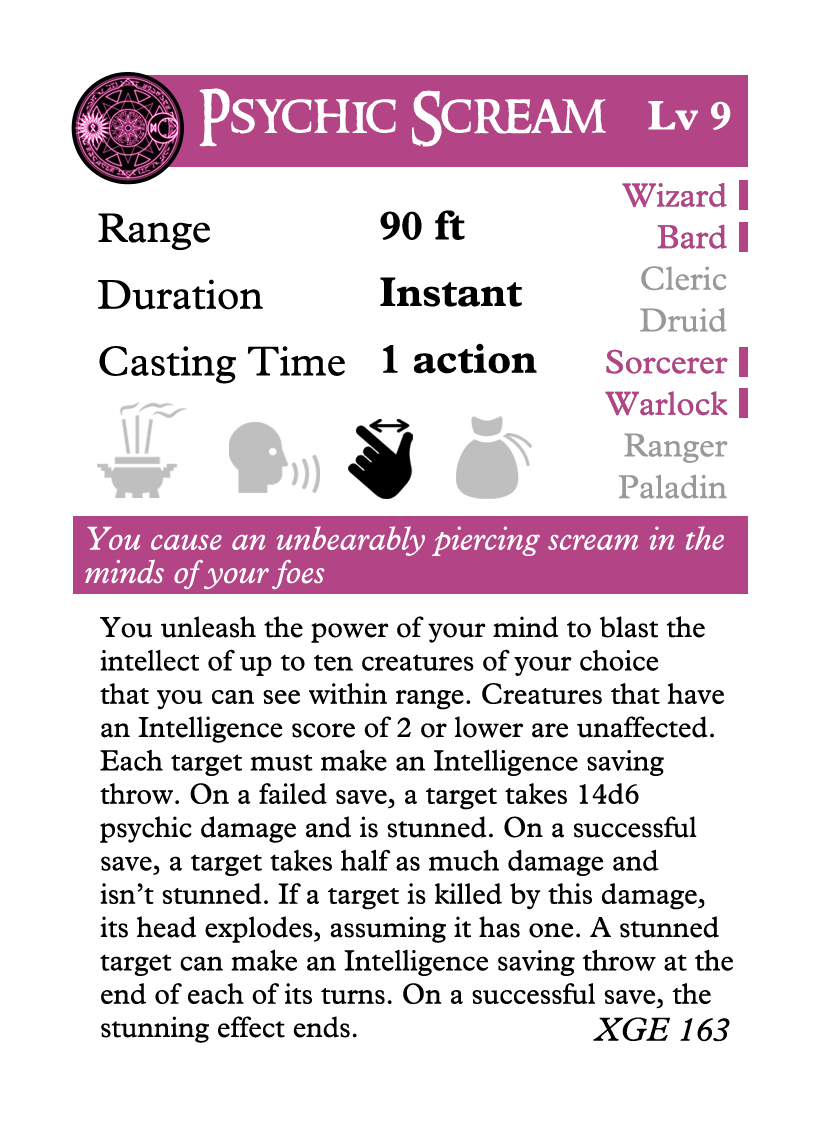 Psychic Scream Lv 9
Wizard
Bard
Cleric
Druid
Sorcerer
Warlock
Ranger
Paladin
Range 90 ft
Duration Instant
Casting Time 1 action
You cause an unbearably piercing scream in the
minds of your foes
You unleash the power of your mind to blast the
intellect of up to ten creatures of your choice
that you can see within range. Creatures that have
an Intelligence score of 2 or lower are unaffected.
Each target must make an Intelligence saving
throw. On a failed save, a target takes 14d6
psychic damage and is stunned. On a successful
save, a target takes half as much damage and
isn’t stunned. If a target is killed by this damage,
its head explodes, assuming it has one. A stunned
target can make an Intelligence saving throw at the
end of each of its turns. On a successful save, the
stunning effect ends.
XGE 163